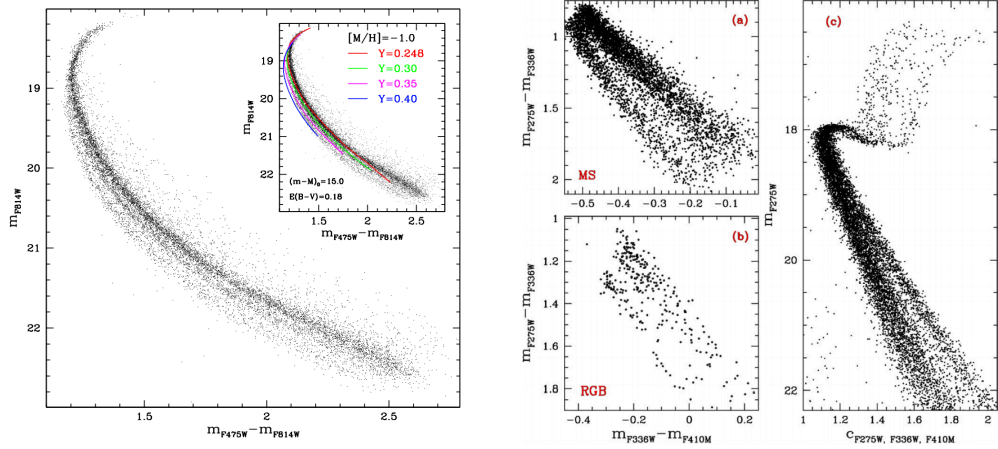 18
19
20
21
22
m_F814W
1.5
2
2.5
m_F475W−m_F814W
[M/H]=−1.0
Y=0.248
Y=0.30
Y=0.35
Y=0.40
18
19
20
21
22
m_F814W
(m−M)_0=15.0
E(B−V)=0.18
1.5
2
2.5
m_F475W−m_F814W
(a)
1
1.5
2
m_F275W−m_F336W
MS
−0.5
−0.4
−0.3
−0.2
−0.1
(b)
1.2
1.4
1.6
1.8
m_F275W−m_F336W
RGB
−0.4
−0.2
0
0.2
m_F336W−m_F410M
(c)
18
20
22
m_F275W
1
1.2
1.4
1.6
1.8
2
c_F275W, F336W, F410M